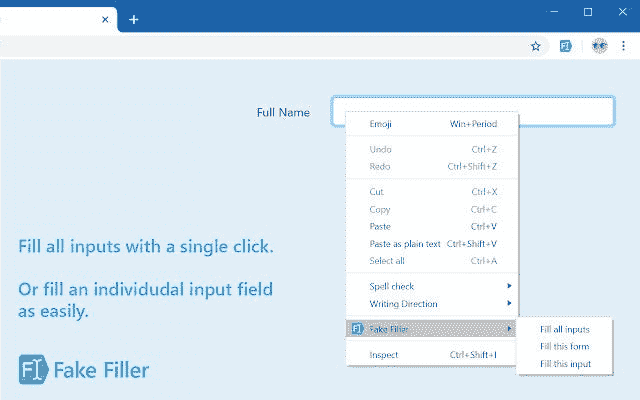 Full Name
Emoji Win+Period
Undo Ctrl+Z
Redo Ctrl+Shift+Z
Cut Ctrl+X
Copy Ctrl+C
Paste Ctrl+V
Paste as plain text Ctrl+Shift+V
Select all Ctrl+A
Spell check
Writing Direction
Fake Filler
Inspect Ctrl+Shift+I
Fill all inputs
Fill this form
Fill this input
Fill all inputs with a single click.
Or fill an individudal input field
as easily.
Fake Filler